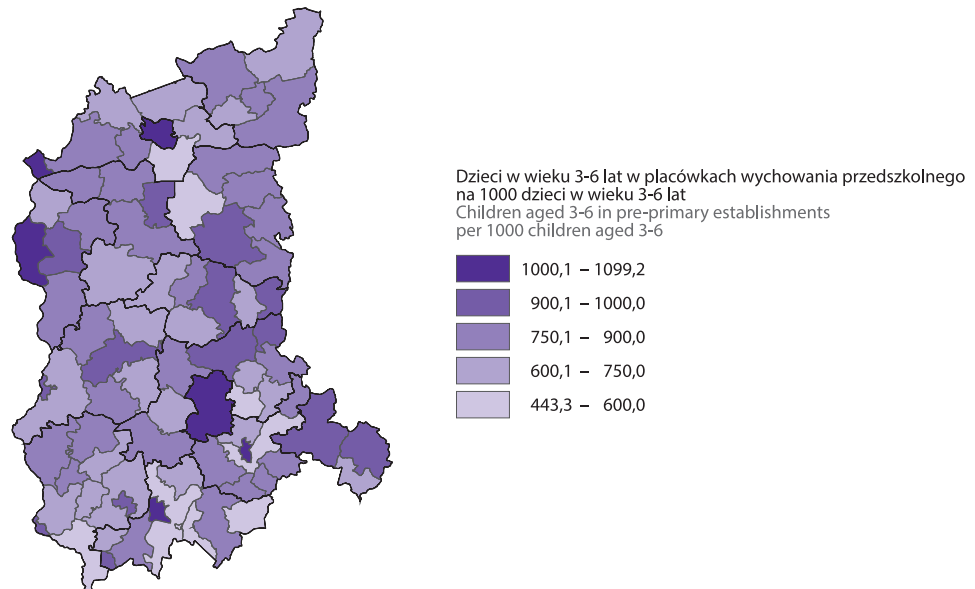 Dzieci w wieku 3-6 lat w placówkach wychowania przedszkolnego
na 1000 dzieci w wieku 3-6 lat
Children aged 3-6 in pre-primary establishments
per 1000 children aged 3-6
1000,1 – 1099,2
900,1 – 1000,0
750,1 – 900,0
600,1 – 750,0
443,3 – 600,0